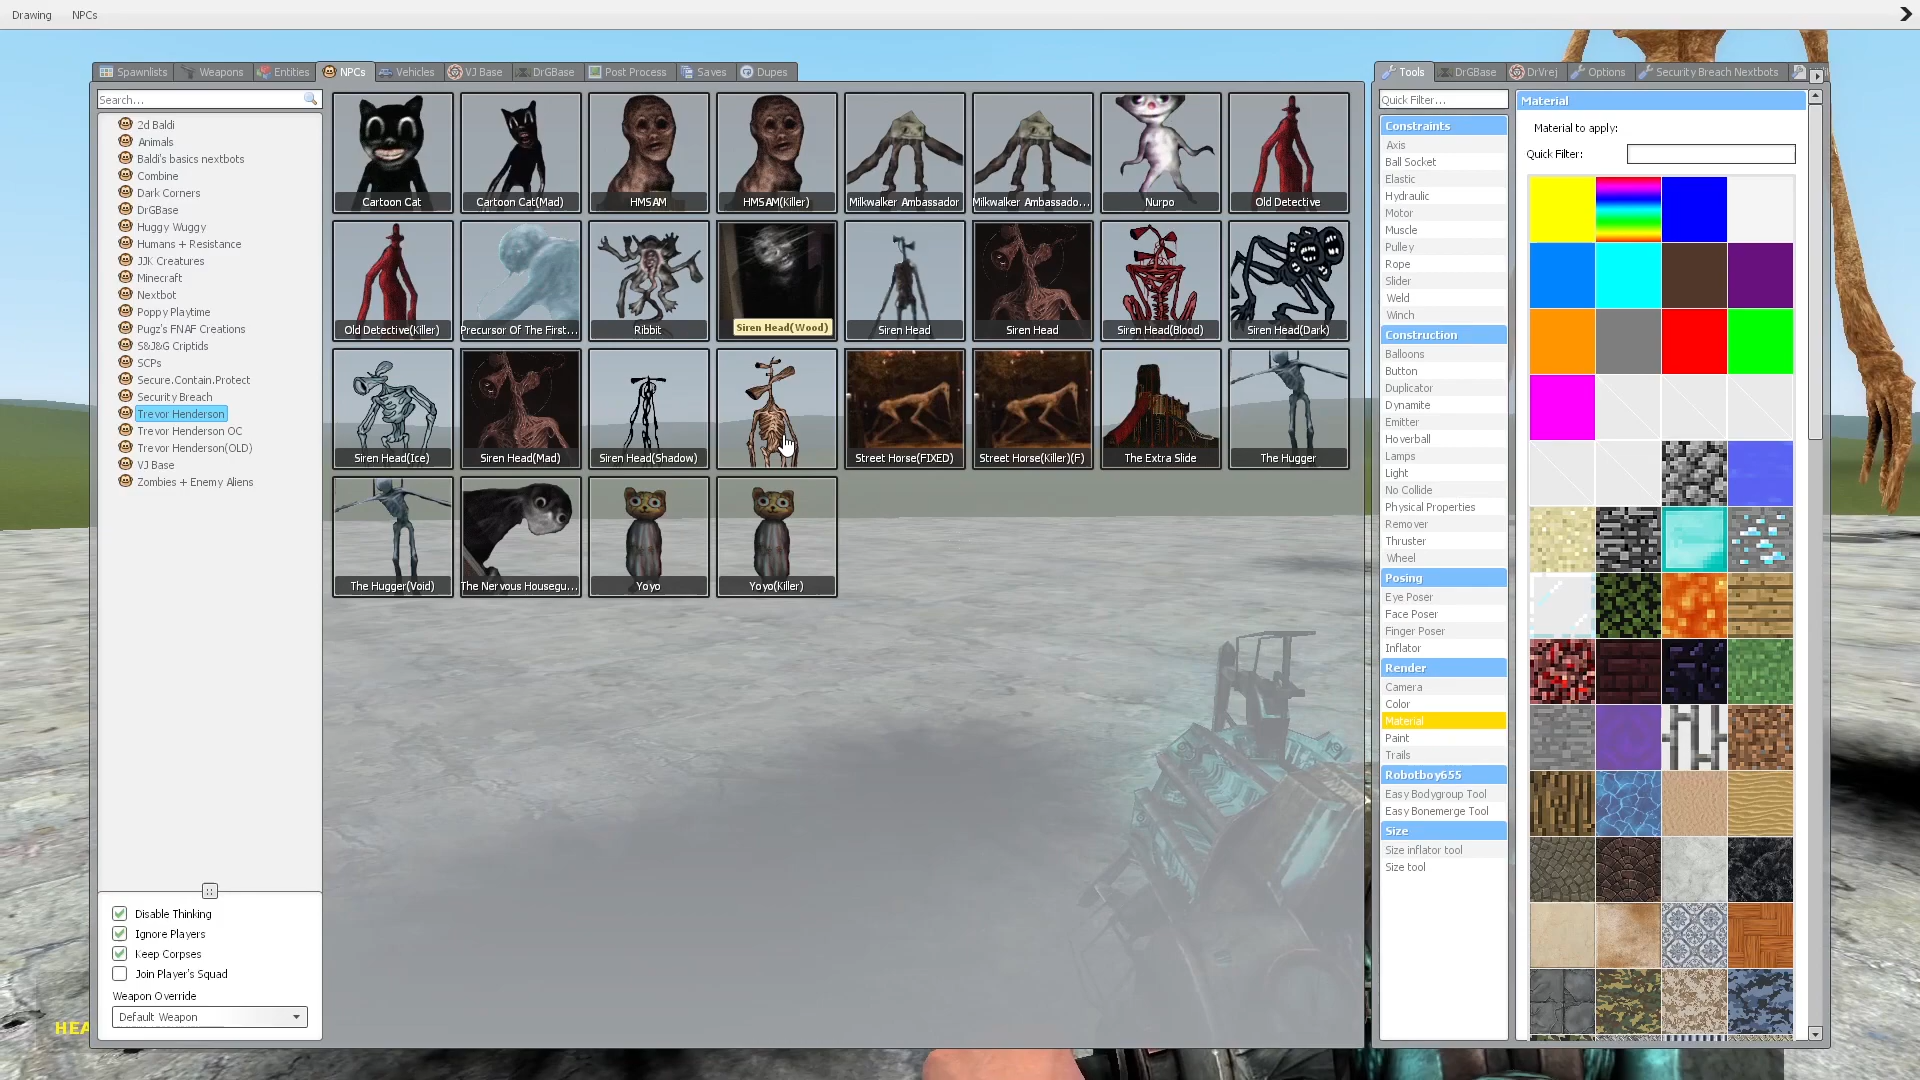 Drawing NPCs
Spawnlists Weapons Entities NPCs Vehicles VJ Base DrGBase Post Process Saves Dupes
Tools DrGBase DrVrej Options Security Breach Nextbots
Search...
2d Baldi
Animals
Baldi's basics nextbots
Combine
Dark Corners
DrGBase
Huggy Wuggy
Humans + Resistance
JJK Creatures
Minecraft
Nextbot
Poppy Playtime
Pugz's FNAF Creations
S&J&G Criptids
SCPs
Secure.Contain.Protect
Security Breach
Trevor Henderson
Trevor Henderson OC
Trevor Henderson(OLD)
VJ Base
Zombies + Enemy Aliens
Disable Thinking
Ignore Players
Keep Corpses
Join Player's Squad
Weapon Override
Default Weapon
Cartoon Cat Cartoon Cat(Mad) HMSAM HMSAM(Killer) Milkwalker Ambassador Milkwalker Ambassado... Nurpo Old Detective
Old Detective(Killer) Precursor Of The First... Ribbit Siren Head(Wood) Siren Head Siren Head Siren Head(Blood) Siren Head(Dark)
Siren Head(Ice) Siren Head(Mad) Siren Head(Shadow) Street Horse(FIXED) Street Horse(Killer)(F) The Extra Slide The Hugger
The Hugger(Void) The Nervous Housegu... Yoyo Yoyo(Killer)
Quick Filter...
Constraints
Axis
Ball Socket
Elastic
Hydraulic
Motor
Muscle
Pulley
Rope
Slider
Weld
Winch
Construction
Balloons
Button
Duplicator
Dynamite
Emitter
Hoverball
Lamps
Light
No Collide
Physical Properties
Remover
Thruster
Wheel
Posing
Eye Poser
Face Poser
Finger Poser
Inflator
Render
Camera
Color
Material
Paint
Trails
Robotboy655
Easy Bodygroup Tool
Easy Bonemerge Tool
Size
Size inflator tool
Size tool
Material
Material to apply:
Quick Filter:
HEA